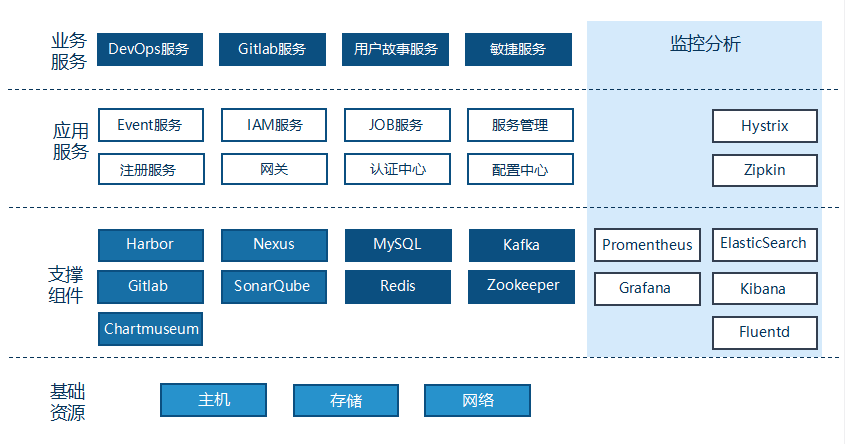 业务
服务
DevOps服务
Gitlab服务
用户故事服务
敏捷服务
监控分析
应用
服务
Event服务
IAM服务
JOB服务
服务管理
Hystrix
注册服务
网关
认证中心
配置中心
Zipkin
支撑
组件
Harbor
Nexus
MySQL
Kafka
Promentheus
ElasticSearch
Gitlab
SonarQube
Redis
Zookeeper
Grafana
Kibana
Chartmuseum
Fluentd
基础
资源
主机
存储
网络